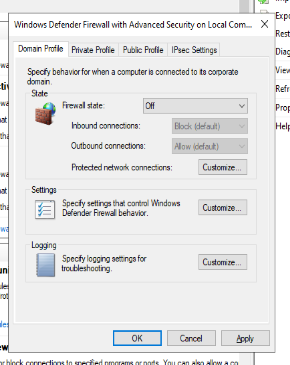 Windows Defender Firewall with Advanced Security on Local Com...
Domain Profile Private Profile Public Profile IPsec Settings
Specify behavior for when a computer is connected to its corporate
domain.
State
Firewall state: Off
Inbound connections: Block (default)
Outbound connections: Allow (default)
Protected network connections: Customize...
Settings
Specify settings that control Windows
Defender Firewall behavior.
Customize...
Logging
Specify logging settings for
troubleshooting.
Customize...
OK Cancel Apply
Expo
Rest
Diag
View
Refr
Prop
Help
block connections to specified programs or ports. You can also allow a co